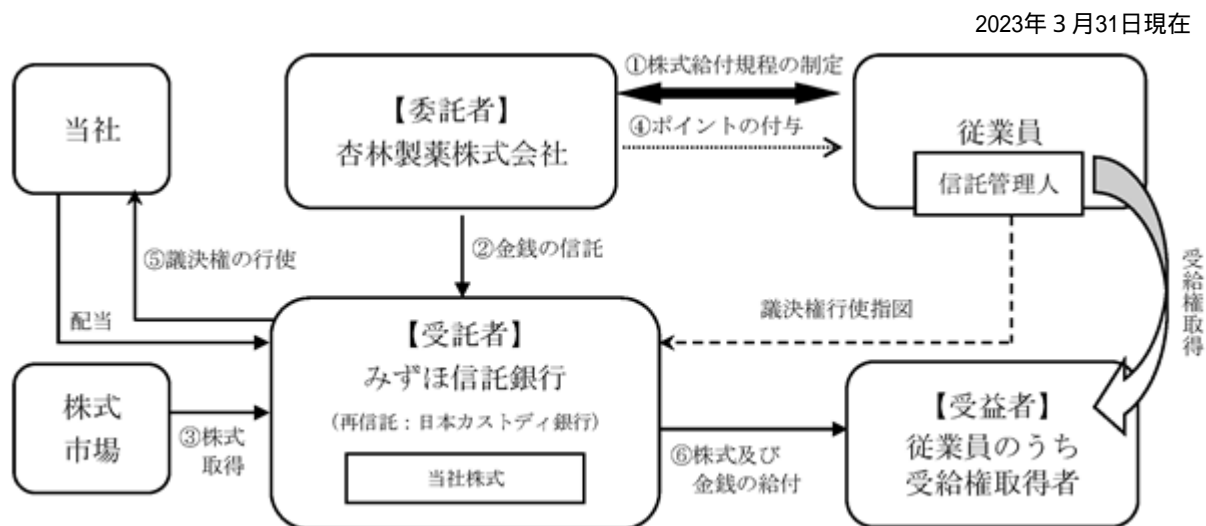 2023年3月31日現在
当社
【委託者】
杏林製薬株式会社
①株式給付規程の制定
④ポイントの付与
従業員
信託管理人
⑤議決権の行使
②金銭の信託
受給権取得
配当
議決権行使指図
【受託者】
みずほ信託銀行
(再信託:日本カストディ銀行)
当社株式
株式
市場
③株式
取得
⑥株式及び
金銭の給付
【受益者】
従業員のうち
受給権取得者